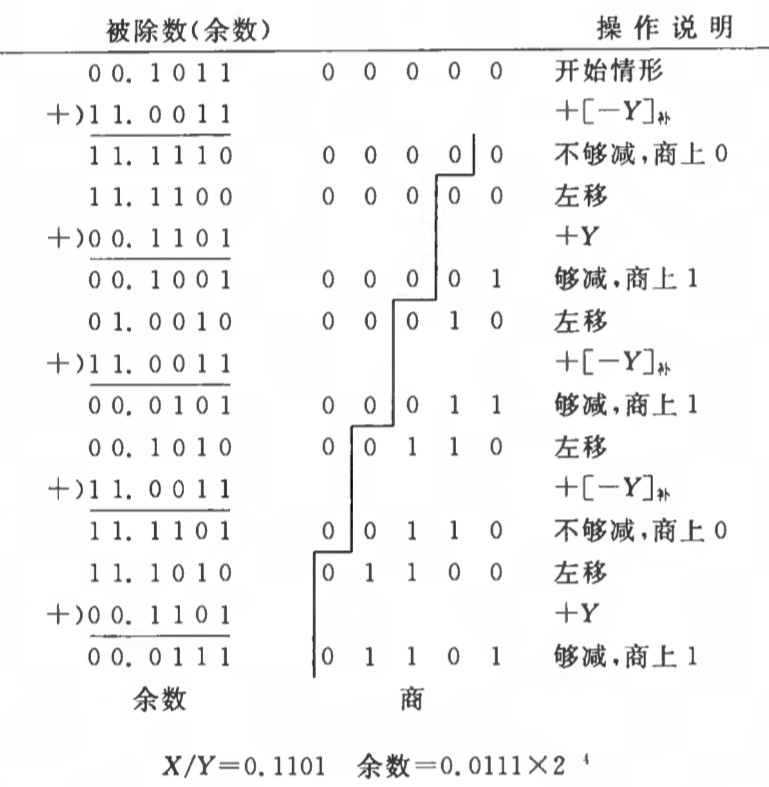 被除数(余数) 操作说明
00.1011 0 0 0 0 0 开始情形
+)11.0011 +[-Y]补
11.1110 0 0 0 0 0 不够减,商上0
11.1100 0 0 0 0 0 左移
+)00.1101 +Y
00.1001 0 0 0 0 1 够减,商上1
01.0010 0 0 0 1 0 左移
+)11.0011 +[-Y]补
00.0101 0 0 0 1 1 够减,商上1
00.1010 0 0 1 1 0 左移
+)11.0011 +[-Y]补
11.1101 0 0 1 1 0 不够减,商上0
11.1010 0 1 1 0 0 左移
+)00.1101 +Y
00.0111 0 1 1 0 1 够减,商上1
余数 商
X/Y=0.1101 余数=0.0111×2 ⁴